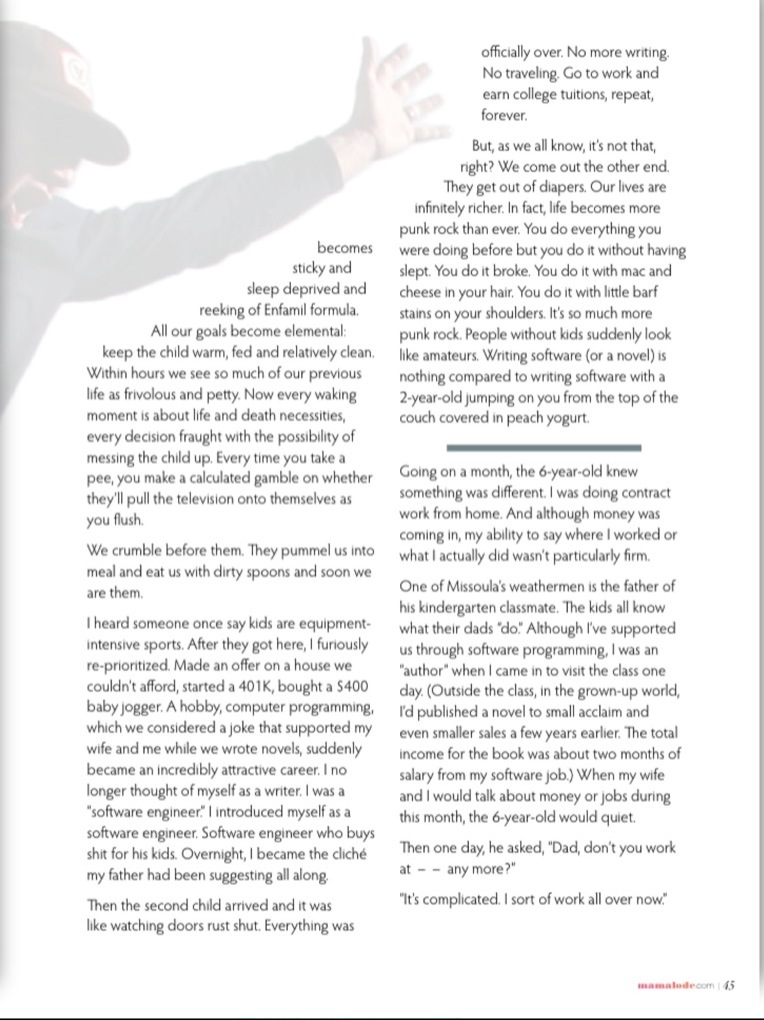 becomes
sticky and
sleep deprived and
reeking of Enfamil formula.
All our goals become elemental:
keep the child warm, fed and relatively clean.
Within hours we see so much of our previous
life as frivolous and petty. Now every waking
moment is about life and death necessities,
every decision fraught with the possibility of
messing the child up. Every time you take a
pee, you make a calculated gamble on whether
they'll pull the television onto themselves as
you flush.
We crumble before them. They pummel us into
meal and eat us with dirty spoons and soon we
are them.
I heard someone once say kids are equipment-
intensive sports. After they got here, I furiously
re-prioritized. Made an offer on a house we
couldn't afford, started a 401K, bought a $400
baby jogger. A hobby, computer programming,
which we considered a joke that supported my
wife and me while we wrote novels, suddenly
became an incredibly attractive career. I no
longer thought of myself as a writer. I was a
"software engineer." I introduced myself as a
software engineer. Software engineer who buys
shit for his kids. Overnight, I became the cliché
my father had been suggesting all along.
Then the second child arrived and it was
like watching doors rust shut. Everything was
officially over. No more writing.
No traveling. Go to work and
earn college tuitions, repeat,
forever.
But, as we all know, it's not that,
right? We come out the other end.
They get out of diapers. Our lives are
infinitely richer. In fact, life becomes more
punk rock than ever. You do everything you
were doing before but you do it without having
slept. You do it broke. You do it with mac and
cheese in your hair. You do it with little barf
stains on your shoulders. It's so much more
punk rock. People without kids suddenly look
like amateurs. Writing software (or a novel) is
nothing compared to writing software with a
2-year-old jumping on you from the top of the
couch covered in peach yogurt.
Going on a month, the 6-year-old knew
something was different. I was doing contract
work from home. And although money was
coming in, my ability to say where I worked or
what I actually did wasn't particularly firm.
One of Missoula's weathermen is the father of
his kindergarten classmate. The kids all know
what their dads "do." Although I've supported
us through software programming, I was an
"author" when I came in to visit the class one
day. (Outside the class, in the grown-up world,
I'd published a novel to small acclaim and
even smaller sales a few years earlier. The total
income for the book was about two months of
salary from my software job.) When my wife
and I would talk about money or jobs during
this month, the 6-year-old would quiet.
Then one day, he asked, "Dad, don't you work
at – – any more?"
"It's complicated. I sort of work all over now."
mamalode.com | 45